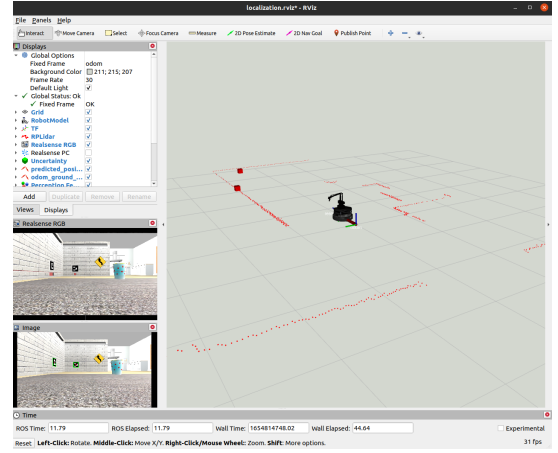 localization.rviz* - RViz
File Panels Help
Interact Move Camera Select Focus Camera Measure 2D Pose Estimate 2D Nav Goal Publish Point
Displays
Global Options
Fixed Frame odom
Background Color 211; 215; 207
Frame Rate 30
Default Light
Global Status: Ok
Fixed Frame OK
Grid
RobotModel
TF
RPLidar
Realsense RGB
Realsense PC
Uncertainty
predicted_posi...
odom_ground_...
Perception Fe...
Add Duplicate Remove Rename
Views Displays
Realsense RGB
Image
Time
ROS Time: 11.79 ROS Elapsed: 11.79 Wall Time: 1654814748.02 Wall Elapsed: 44.64 Experimental
Reset Left-Click: Rotate. Middle-Click: Move X/Y. Right-Click/Mouse Wheel: Zoom. Shift: More options. 31 fps